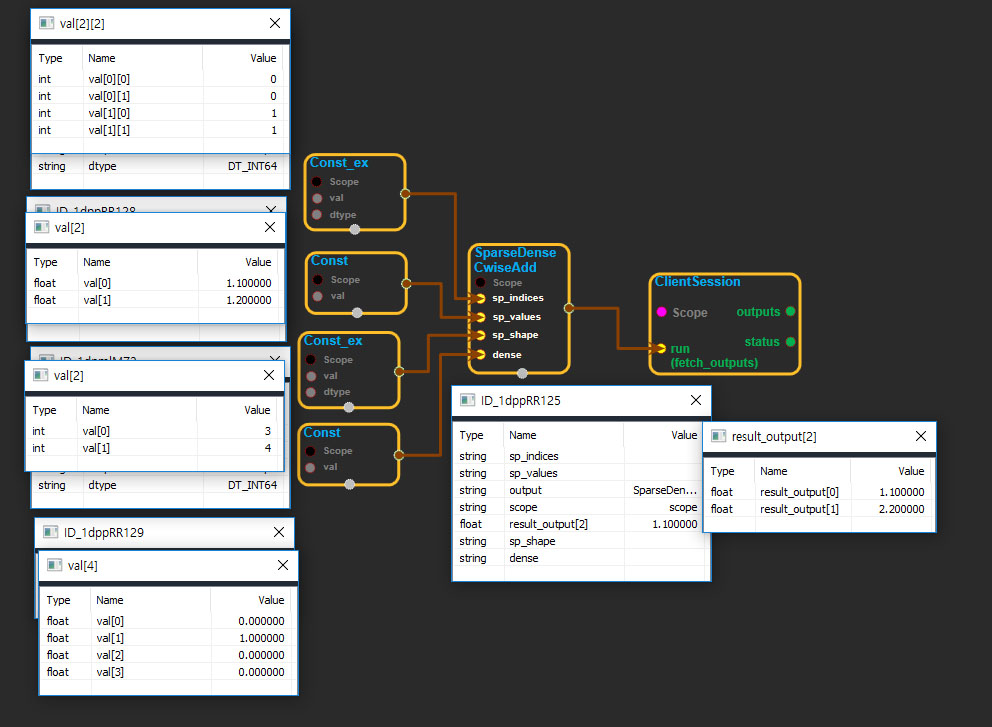 val[2][2]
Type Name Value
int val[0][0] 0
int val[0][1] 0
int val[1][0] 1
int val[1][1] 1
string dtype DT_INT64
ID_1dppRR128
val[2]
Type Name Value
float val[0] 1.100000
float val[1] 1.200000
val[2]
Type Name Value
int val[0] 3
int val[1] 4
string dtype DT_INT64
ID_1dppRR129
val[4]
Type Name Value
float val[0] 0.000000
float val[1] 1.000000
float val[2] 0.000000
float val[3] 0.000000
Const_ex
Scope
val
dtype
Const
Scope
val
Const_ex
Scope
val
dtype
Const
Scope
val
SparseDense
CwiseAdd
Scope
sp_indices
sp_values
sp_shape
dense
ClientSession
Scope outputs
status
run
(fetch_outputs)
ID_1dppRR125
Type Name Value
string sp_indices
string sp_values
string output SparseDen...
string scope scope
float result_output[2] 1.100000
string sp_shape
string dense
result_output[2]
Type Name Value
float result_output[0] 1.100000
float result_output[1] 2.200000